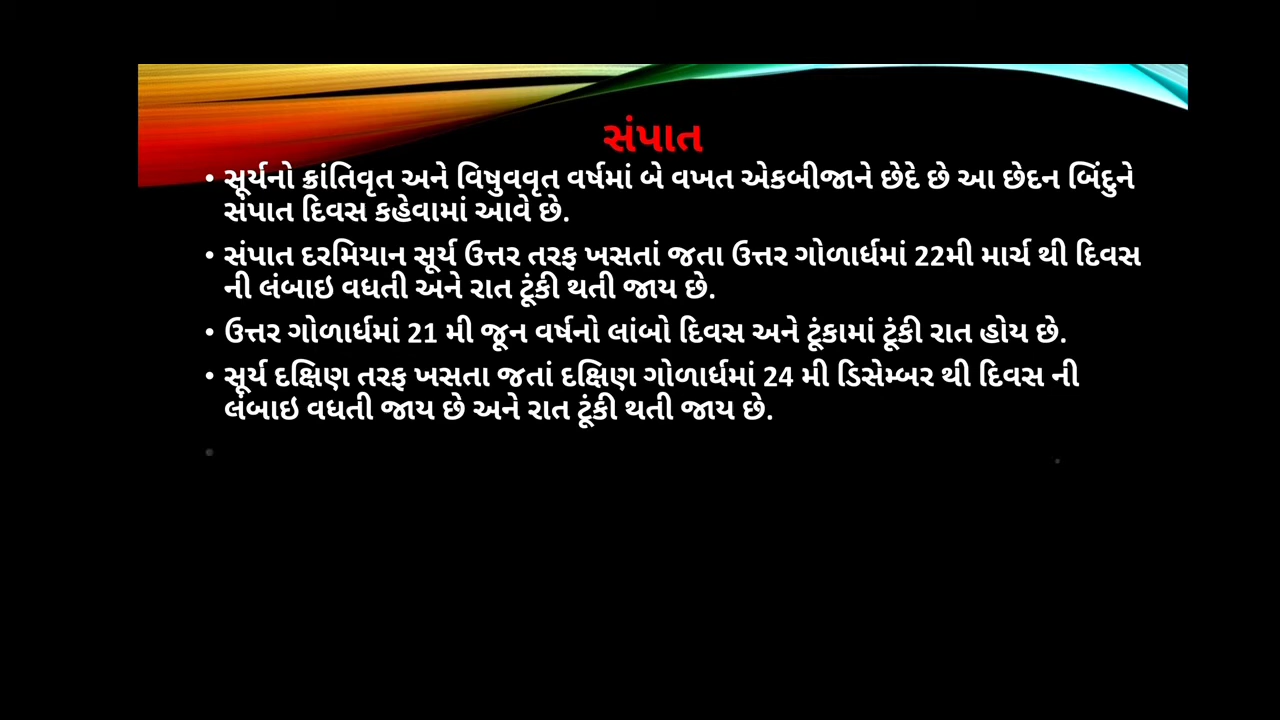 સંપાત
• સૂર્યનો ક્રાંતિવૃત અને વિષુવવૃત વર્ષમાં બે વખત એકબીજાને છેદે છે આ છેદન બિંદુને
સંપાત દિવસ કહેવામાં આવે છે.
• સંપાત દરમિયાન સૂર્ય ઉત્તર તરફ ખસતાં જતા ઉત્તર ગોળાર્ધમાં 22મી માર્ચ થી દિવસ
ની લંબાઇ વધતી અને રાત ટૂંકી થતી જાય છે.
• ઉત્તર ગોળાર્ધમાં 21 મી જૂન વર્ષનો લાંબો દિવસ અને ટૂંકામાં ટૂંકી રાત હોય છે.
• સૂર્ય દક્ષિણ તરફ ખસતા જતાં દક્ષિણ ગોળાર્ધમાં 24 મી ડિસેમ્બર થી દિવસ ની
લંબાઇ વધતી જાય છે અને રાત ટૂંકી થતી જાય છે.